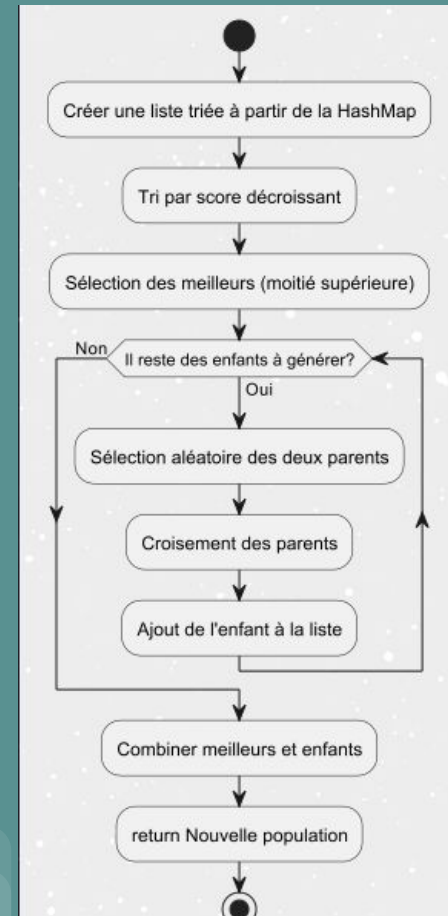 Créer une liste triée à partir de la HashMap
Tri par score décroissant
Sélection des meilleurs (moitié supérieure)
Non
Il reste des enfants à générer?
Oui
Sélection aléatoire des deux parents
Croisement des parents
Ajout de l'enfant à la liste
Combiner meilleurs et enfants
return Nouvelle population